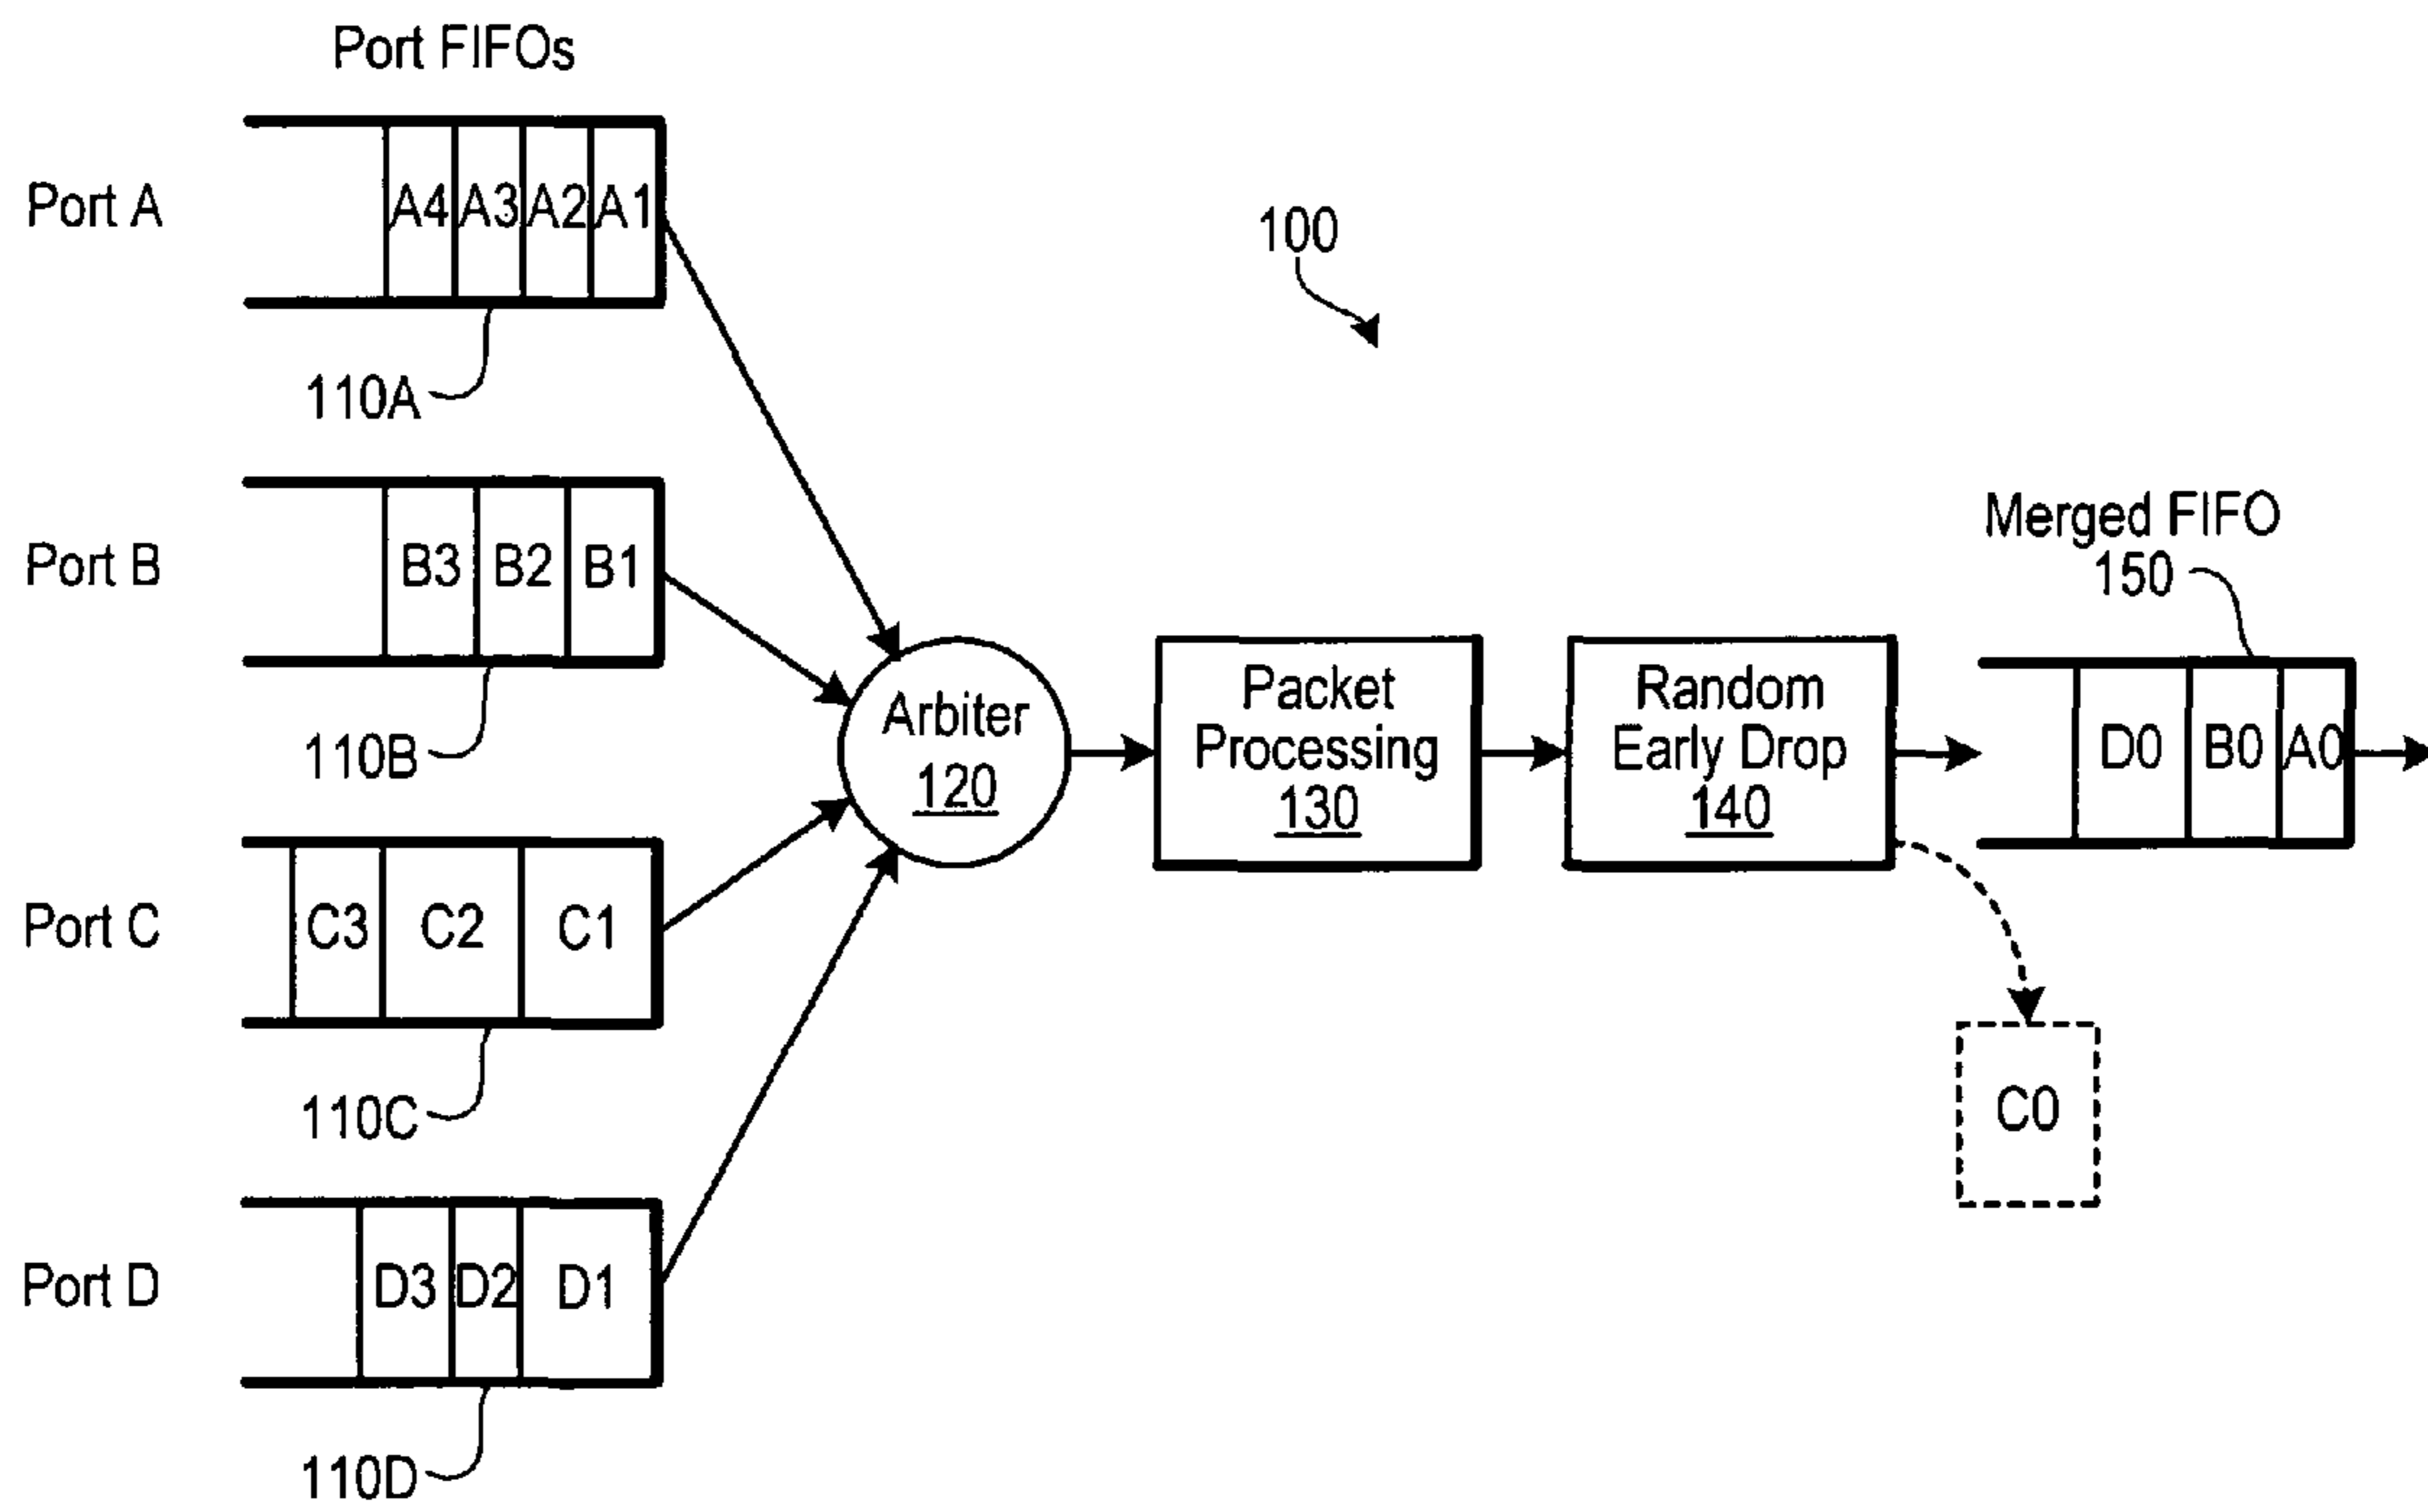 Port FIFOs
Port A
A4 A3 A2 A1
110A
100
Port B
B3 B2 B1
110B
Merged FIFO
150
Arbiter
120
Packet
Processing
130
Random
Early Drop
140
D0 B0 A0
Port C
C3 C2 C1
110C
C0
Port D
D3 D2 D1
110D